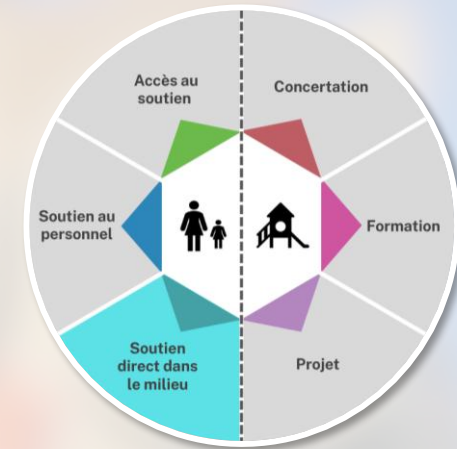 Accès au
soutien
Concertation
Soutien au
personnel
Formation
Soutien
direct dans
le milieu
Projet